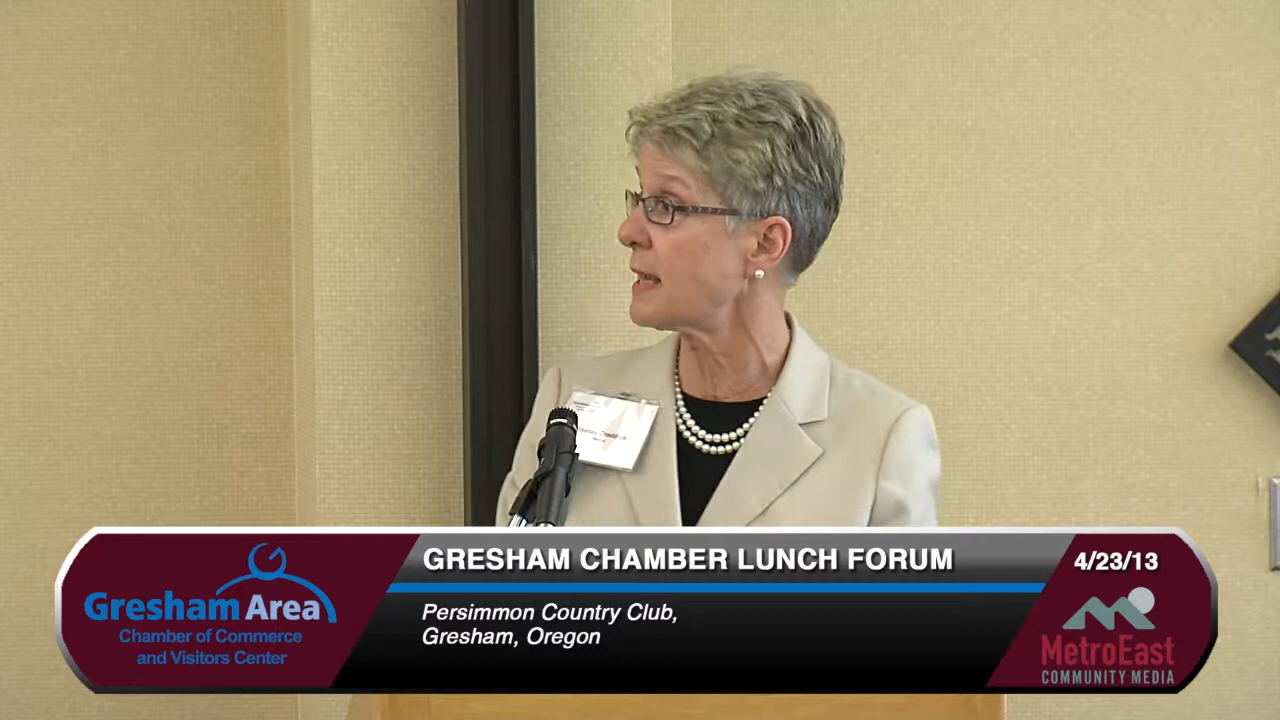 GRESHAM CHAMBER LUNCH FORUM
4/23/13
Gresham Area
Chamber of Commerce
and Visitors Center
Persimmon Country Club,
Gresham, Oregon
MetroEast
COMMUNITY MEDIA